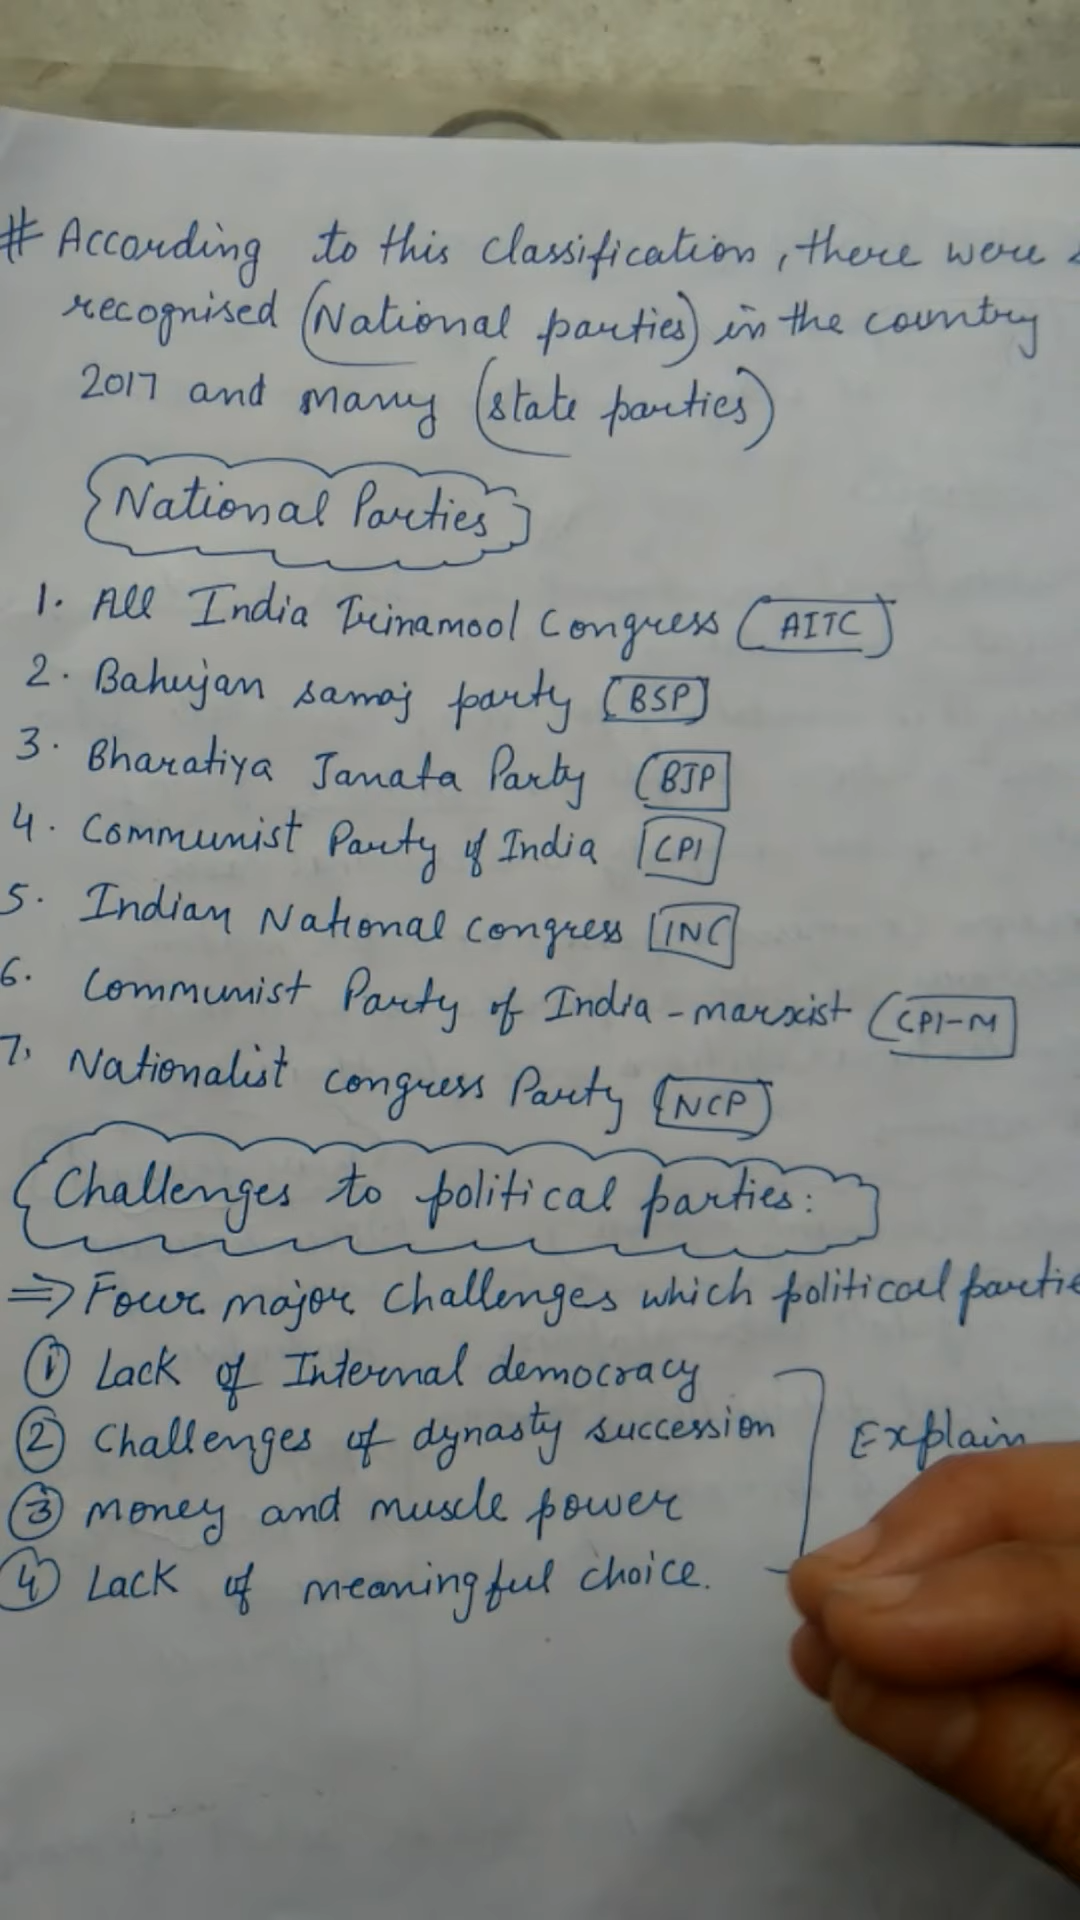 # According to this classification, there were
recognised (National parties) in the country
2017 and many (state parties)
National Parties
1. All India Trinamool Congress (AITC)
2. Bahujan samaj party (BSP)
3. Bharatiya Janata Party (BJP)
4. Communist Party of India (CPI)
5. Indian National congress (INC)
6. Communist Party of India - marxist (CPI-M)
7. Nationalist congress Party (NCP)
Challenges to political parties:
⇒ Four major challenges which political partie
① Lack of Internal democracy
② Challenges of dynasty succession Explain
③ money and muscle power
④ Lack of meaningful choice.